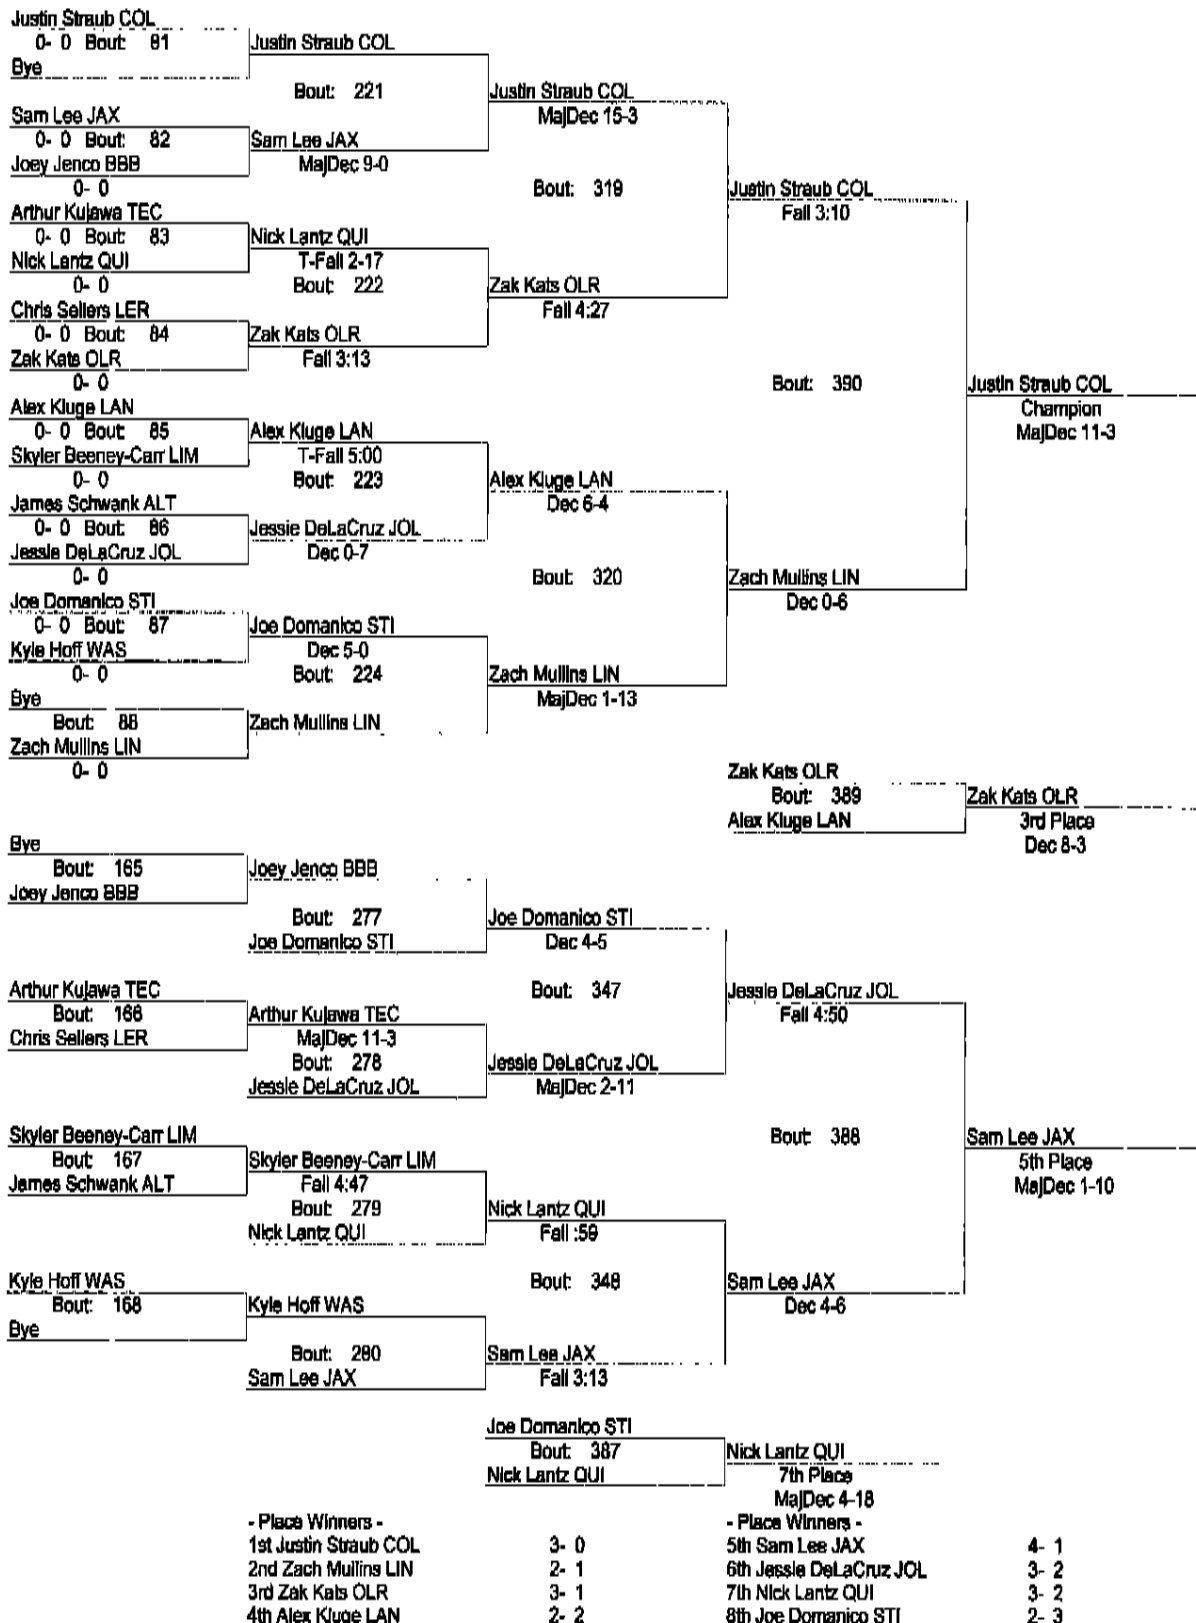 Justin Straub COL
0- 0 Bout: 81
Bye
Justin Straub COL
Bout: 221
Sam Lee JAX
0- 0 Bout: 82
Joey Jenco BBB
0- 0
Sam Lee JAX
MajDec 9-0
Justin Straub COL
MajDec 15-3
Bout: 319
Arthur Kujawa TEC
0- 0 Bout: 83
Nick Lantz QUI
0- 0
Nick Lantz QUI
T-Fall 2-17
Bout: 222
Chris Sellers LER
0- 0 Bout: 84
Zak Kats OLR
0- 0
Zak Kats OLR
Fall 3:13
Zak Kats OLR
Fall 4:27
Justin Straub COL
Fall 3:10
Bout: 390
Justin Straub COL
Champion
MajDec 11-3
Alex Kluge LAN
0- 0 Bout: 85
Skyler Beeney-Carr LIM
0- 0
Alex Kluge LAN
T-Fall 5:00
Bout: 223
James Schwank ALT
0- 0 Bout: 86
Jessie DeLaCruz JOL
0- 0
Jessie DeLaCruz JOL
Dec 0-7
Alex Kluge LAN
Dec 6-4
Bout: 320
Zach Mullins LIN
Dec 0-6
Joe Domanico STI
0- 0 Bout: 87
Kyle Hoff WAS
0- 0
Joe Domanico STI
Dec 5-0
Bout: 224
Bye
Bout: 88
Zach Mullins LIN
0- 0
Zach Mullins LIN
Zach Mullins LIN
MajDec 1-13
Zak Kats OLR
Bout: 389
Alex Kluge LAN
Zak Kats OLR
3rd Place
Dec 8-3
Bye
Bout: 165
Joey Jenco BBB
Joey Jenco BBB
Bout: 277
Joe Domanico STI
Joe Domanico STI
Dec 4-5
Bout: 347
Arthur Kujawa TEC
Bout: 166
Chris Sellers LER
Arthur Kujawa TEC
MajDec 11-3
Bout: 278
Jessie DeLaCruz JOL
Jessie DeLaCruz JOL
MajDec 2-11
Jessie DeLaCruz JOL
Fall 4:50
Bout: 388
Sam Lee JAX
5th Place
MajDec 1-10
Skyler Beeney-Carr LIM
Bout: 167
James Schwank ALT
Skyler Beeney-Carr LIM
Fall 4:47
Bout: 279
Nick Lantz QUI
Nick Lantz QUI
Fall :59
Bout: 348
Sam Lee JAX
Dec 4-6
Kyle Hoff WAS
Bout: 168
Bye
Kyle Hoff WAS
Bout: 280
Sam Lee JAX
Sam Lee JAX
Fall 3:13
Joe Domanico STI
Bout: 387
Nick Lantz QUI
Nick Lantz QUI
7th Place
MajDec 4-18
- Place Winners -
1st Justin Straub COL 3- 0
2nd Zach Mullins LIN 2- 1
3rd Zak Kats OLR 3- 1
4th Alex Kluge LAN 2- 2
- Place Winners -
5th Sam Lee JAX 4- 1
6th Jessie DeLaCruz JOL 3- 2
7th Nick Lantz QUI 3- 2
8th Joe Domanico STI 2- 3